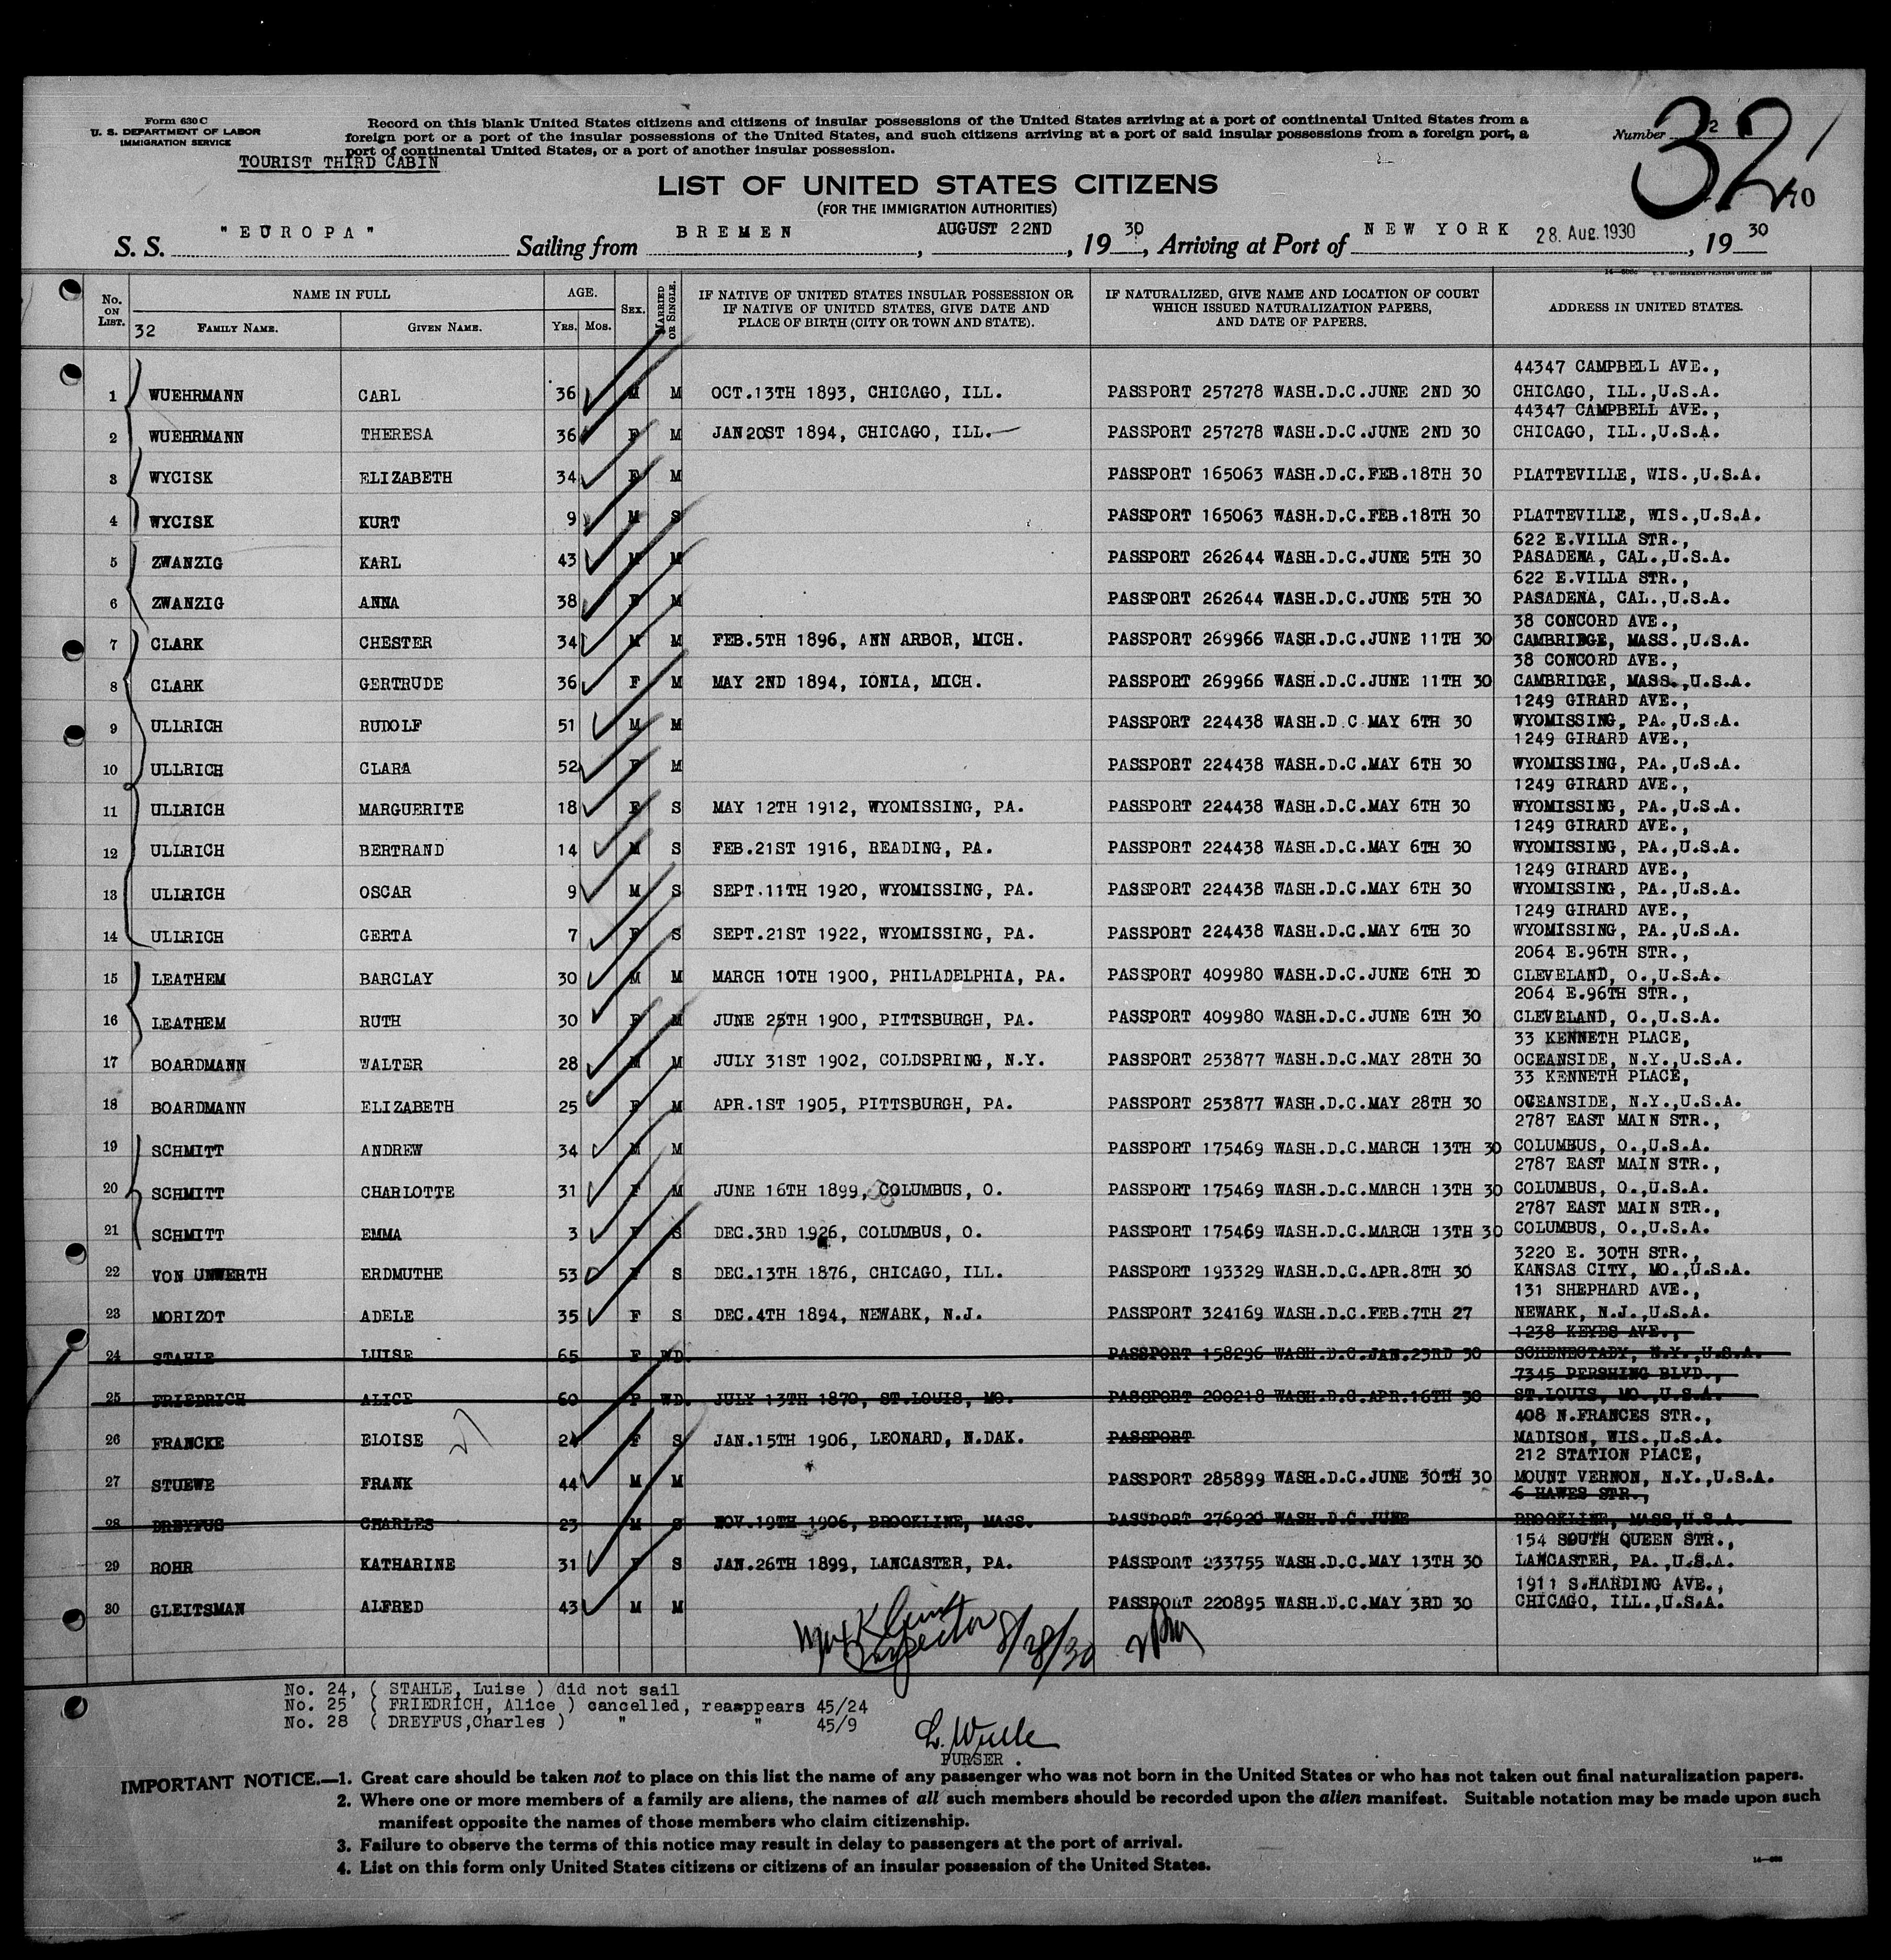 Form 630 C
U. S. DEPARTMENT OF LABOR
IMMIGRATION SERVICE
TOURIST THIRD CABIN
Record on this blank United States citizens and citizens of insular possessions of the United States arriving at a port of continental United States from a
foreign port or a port of the insular possessions of the United States, and such citizens arriving at a port of said insular possessions from a foreign port, a
port of continental United States, or a port of another insular possession.
Number 2
32
LIST OF UNITED STATES CITIZENS
(FOR THE IMMIGRATION AUTHORITIES)
S. S. "EUROPA" Sailing from BREMEN, AUGUST 22ND, 1930, Arriving at Port of NEW YORK 28. Aug. 1930, 1930
No. ON LIST. NAME IN FULL AGE. SEX. MARRIED OR SINGLE. IF NATIVE OF UNITED STATES INSULAR POSSESSION OR IF NATIVE OF UNITED STATES, GIVE DATE AND PLACE OF BIRTH (CITY OR TOWN AND STATE). IF NATURALIZED, GIVE NAME AND LOCATION OF COURT WHICH ISSUED NATURALIZATION PAPERS, AND DATE OF PAPERS. ADDRESS IN UNITED STATES.
32 FAMILY NAME. GIVEN NAME. YRS. MOS.
44347 CAMPBELL AVE.,
1 WUEHRMANN CARL 36 M M OCT.13TH 1893, CHICAGO, ILL. PASSPORT 257278 WASH.D.C.JUNE 2ND 30 CHICAGO, ILL.,U.S.A.
44347 CAMPBELL AVE.,
2 WUEHRMANN THERESA 36 F M JAN20ST 1894, CHICAGO, ILL. PASSPORT 257278 WASH.D.C.JUNE 2ND 30 CHICAGO, ILL.,U.S.A.
3 WYCISK ELIZABETH 34 F M PASSPORT 165063 WASH.D.C.FEB.18TH 30 PLATTEVILLE, WIS.,U.S.A.
4 WYCISK KURT 9 M S PASSPORT 165063 WASH.D.C.FEB.18TH 30 PLATTEVILLE, WIS.,U.S.A.
622 E.VILLA STR.,
5 ZWANZIG KARL 43 M M PASSPORT 262644 WASH.D.C.JUNE 5TH 30 PASADENA, CAL.,U.S.A.
622 E.VILLA STR.,
6 ZWANZIG ANNA 38 F M PASSPORT 262644 WASH.D.C.JUNE 5TH 30 PASADENA, CAL.,U.S.A.
38 CONCORD AVE.,
7 CLARK CHESTER 34 M M FEB.5TH 1896, ANN ARBOR, MICH. PASSPORT 269966 WASH.D.C.JUNE 11TH 30 CAMBRIDGE, MASS.,U.S.A.
38 CONCORD AVE.,
8 CLARK GERTRUDE 36 F M MAY 2ND 1894, IONIA, MICH. PASSPORT 269966 WASH.D.C.JUNE 11TH 30 CAMBRIDGE, MASS.,U.S.A.
1249 GIRARD AVE.,
9 ULLRICH RUDOLF 51 M M PASSPORT 224438 WASH.D.C MAY 6TH 30 WYOMISSING, PA.,U.S.A.
1249 GIRARD AVE.,
10 ULLRICH CLARA 52 F M PASSPORT 224438 WASH.D.C.MAY 6TH 30 WYOMISSING, PA.,U.S.A.
1249 GIRARD AVE.,
11 ULLRICH MARGUERITE 18 F S MAY 12TH 1912, WYOMISSING, PA. PASSPORT 224438 WASH.D.C.MAY 6TH 30 WYOMISSING, PA.,U.S.A.
1249 GIRARD AVE.,
12 ULLRICH BERTRAND 14 M S FEB.21ST 1916, READING, PA. PASSPORT 224438 WASH.D.C.MAY 6TH 30 WYOMISSING, PA.,U.S.A.
1249 GIRARD AVE.,
13 ULLRICH OSCAR 9 M S SEPT.11TH 1920, WYOMISSING, PA. PASSPORT 224438 WASH.D.C.MAY 6TH 30 WYOMISSING, PA.,U.S.A.
1249 GIRARD AVE.,
14 ULLRICH GERTA 7 F S SEPT.21ST 1922, WYOMISSING, PA. PASSPORT 224438 WASH.D.C.MAY 6TH 30 WYOMISSING, PA.,U.S.A.
2064 E.96TH STR.,
15 LEATHEM BARCLAY 30 M M MARCH 10TH 1900, PHILADELPHIA, PA. PASSPORT 409980 WASH.D.C.JUNE 6TH 30 CLEVELAND, O.,U.S.A.
2064 E.96TH STR.,
16 LEATHEM RUTH 30 F M JUNE 25TH 1900, PITTSBURGH, PA. PASSPORT 409980 WASH.D.C.JUNE 6TH 30 CLEVELAND, O.,U.S.A.
33 KENNETH PLACE,
17 BOARDMANN WALTER 28 M M JULY 31ST 1902, COLDSPRING, N.Y. PASSPORT 253877 WASH.D.C.MAY 28TH 30 OCEANSIDE, N.Y.,U.S.A.
33 KENNETH PLACE,
18 BOARDMANN ELIZABETH 25 F M APR.1ST 1905, PITTSBURGH, PA. PASSPORT 253877 WASH.D.C.MAY 28TH 30 OCEANSIDE, N.Y.,U.S.A.
2787 EAST MAIN STR.,
19 SCHMITT ANDREW 34 M M PASSPORT 175469 WASH.D.C.MARCH 13TH 30 COLUMBUS, O.,U.S.A.
2787 EAST MAIN STR.,
20 SCHMITT CHARLOTTE 31 F M JUNE 16TH 1899, COLUMBUS, O. PASSPORT 175469 WASH.D.C.MARCH 13TH 30 COLUMBUS, O.,U.S.A.
2787 EAST MAIN STR.,
21 SCHMITT EMMA 3 F S DEC.3RD 1926, COLUMBUS, O. PASSPORT 175469 WASH.D.C.MARCH 13TH 30 COLUMBUS, O.,U.S.A.
3220 E. 30TH STR.,
22 VON UNWERTH ERDMUTHE 53 F S DEC.13TH 1876, CHICAGO, ILL. PASSPORT 193329 WASH.D.C.APR.8TH 30 KANSAS CITY, MO.,U.S.A.
131 SHEPHARD AVE.,
23 MORIZOT ADELE 35 F S DEC.4TH 1894, NEWARK, N.J. PASSPORT 324169 WASH.D.C.FEB.7TH 27 NEWARK, N.J.,U.S.A.
1238 KEYES AVE.,
24 STAHLE LUISE 65 F WD. PASSPORT 158296 WASH.D.C.JAN.23RD 30 SCHENECTADY, N.Y.,U.S.A.
7345 PERSHING BLVD.,
25 FRIEDRICH ALICE 60 F WD. JULY 13TH 1870, ST.LOUIS, MO. PASSPORT 200218 WASH.D.C.APR.16TH 30 ST.LOUIS, MO.,U.S.A.
408 N.FRANCES STR.,
26 FRANCKE ELOISE 24 F S JAN.15TH 1906, LEONARD, N.DAK. PASSPORT MADISON, WIS.,U.S.A.
212 STATION PLACE,
27 STUEWE FRANK 44 M M PASSPORT 285899 WASH.D.C.JUNE 30TH 30 MOUNT VERNON, N.Y.,U.S.A.
6 HAWES STR.,
28 DREYFUS CHARLES 23 M S NOV.19TH 1906, BROOKLINE, MASS. PASSPORT 276920 WASH.D.C.JUNE BROOKLINE, MASS,U.S.A.
154 SOUTH QUEEN STR.,
29 ROHR KATHARINE 31 F S JAN.26TH 1899, LANCASTER, PA. PASSPORT 233755 WASH.D.C.MAY 13TH 30 LANCASTER, PA.,U.S.A.
1911 S.HARDING AVE.,
30 GLEITSMAN ALFRED 43 M M PASSPORT 220895 WASH.D.C.MAY 3RD 30 CHICAGO, ILL.,U.S.A.
Inspector 8/28/30
No. 24, ( STAHLE, Luise ) did not sail
No. 25 ( FRIEDRICH, Alice ) cancelled, reappears 45/24
No. 28 ( DREYFUS,Charles ) " " 45/9
PURSER .
IMPORTANT NOTICE.—1. Great care should be taken not to place on this list the name of any passenger who was not born in the United States or who has not taken out final naturalization papers.
2. Where one or more members of a family are aliens, the names of all such members should be recorded upon the alien manifest. Suitable notation may be made upon such
manifest opposite the names of those members who claim citizenship.
3. Failure to observe the terms of this notice may result in delay to passengers at the port of arrival.
4. List on this form only United States citizens or citizens of an insular possession of the United States.